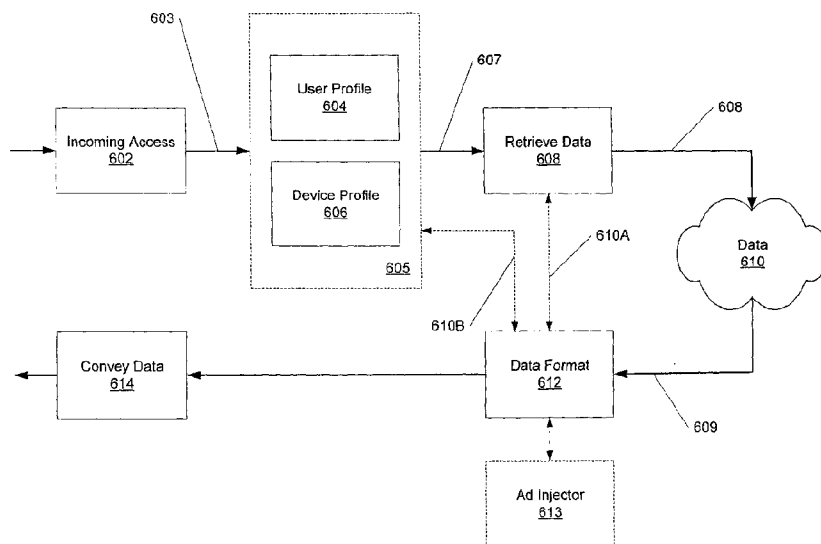 603
607
608
User Profile
604
Incoming Access
602
Retrieve Data
608
Device Profile
606
Data
610
605
610A
610B
Convey Data
614
Data Format
612
609
Ad Injector
613